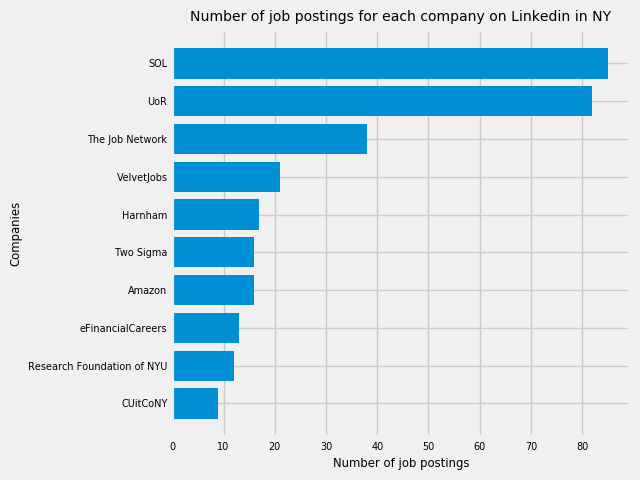 Number of job postings for each company on Linkedin in NY
Companies
SOL
UoR
The Job Network
VelvetJobs
Harnham
Two Sigma
Amazon
eFinancialCareers
Research Foundation of NYU
CUitCoNY
0 10 20 30 40 50 60 70 80
Number of job postings